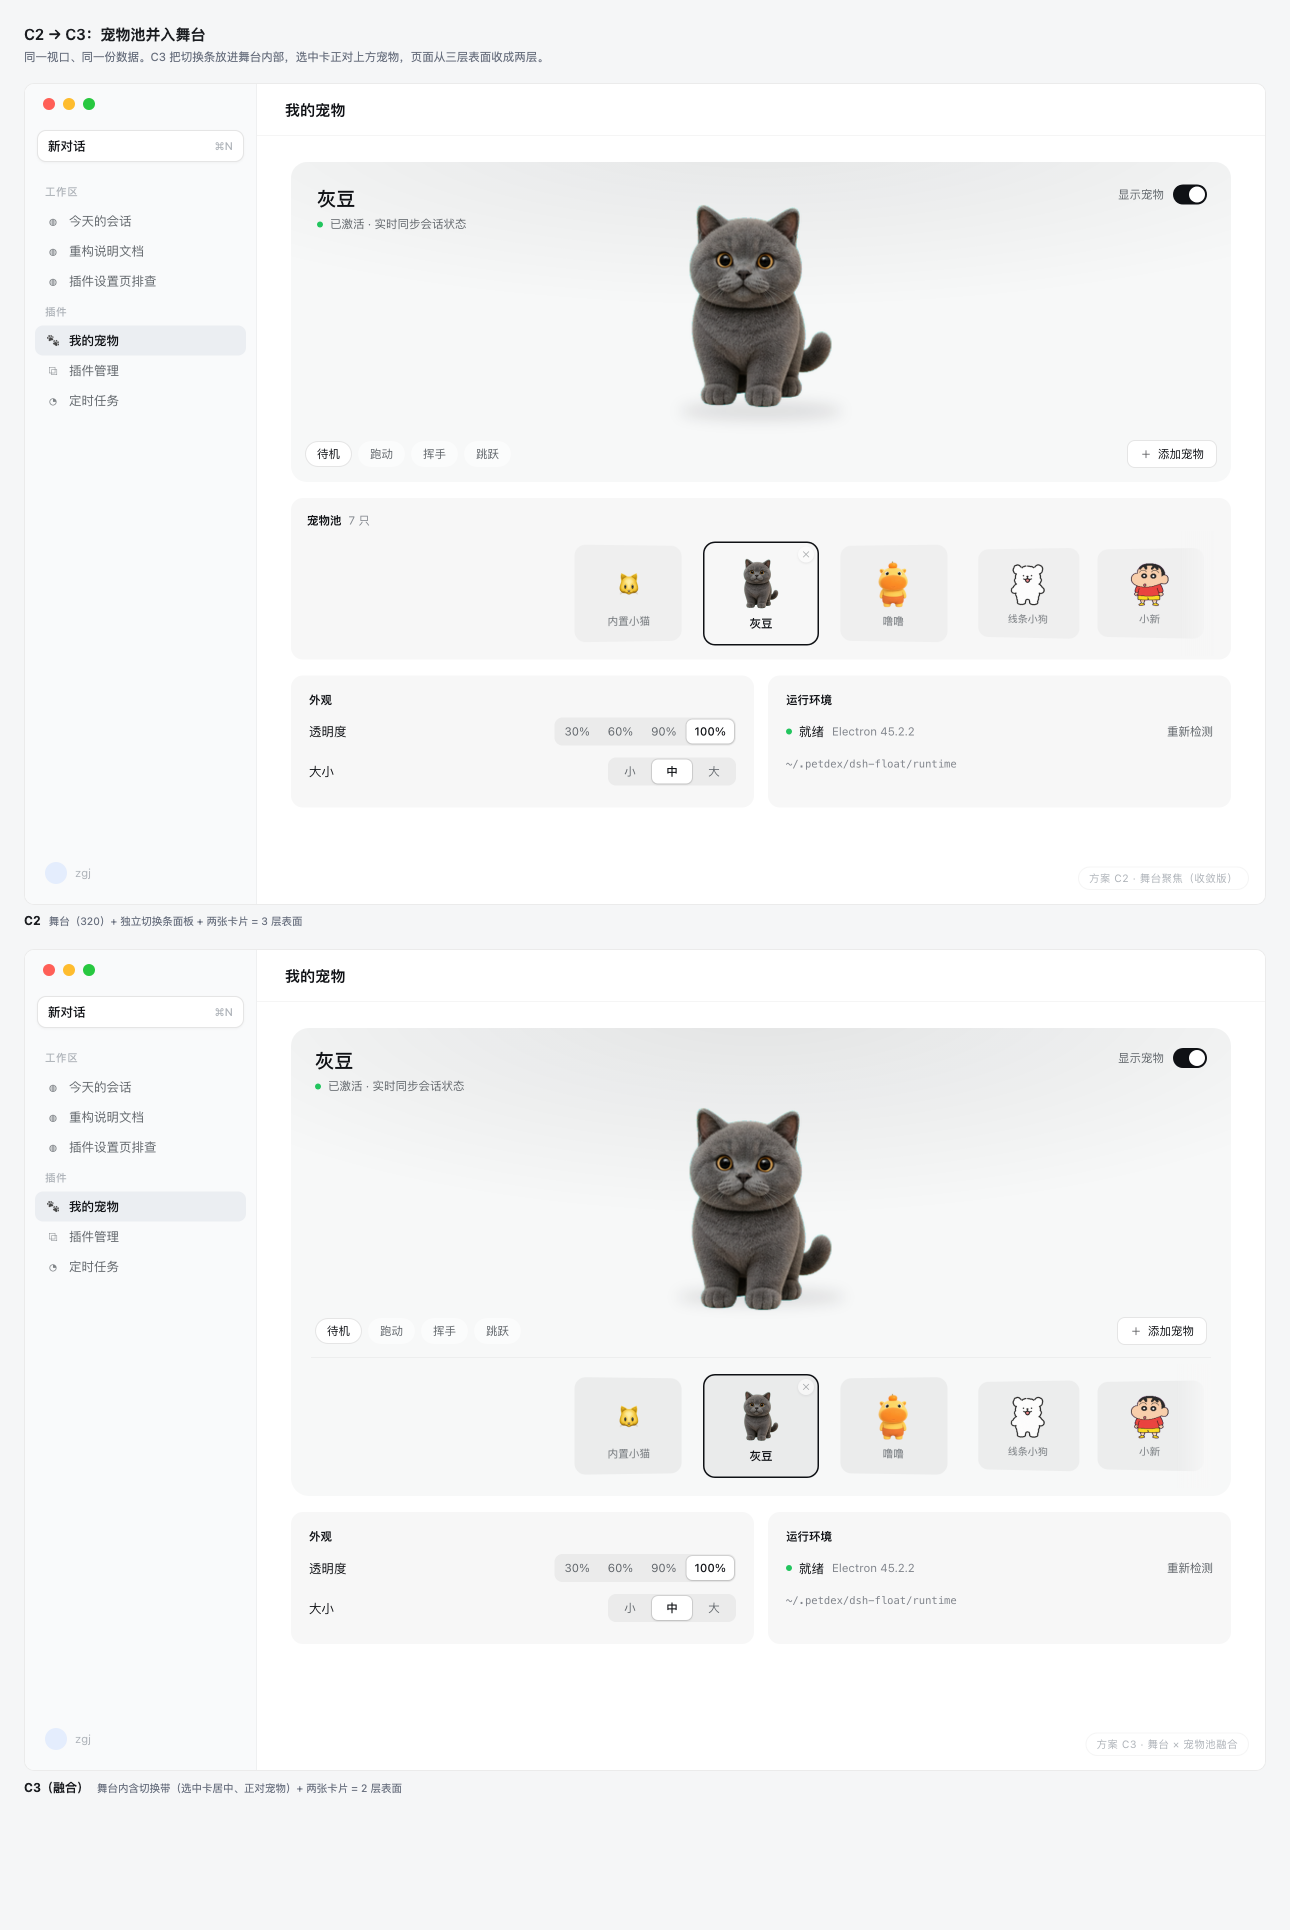 C2 → C3：宠物池并入舞台
同一视口、同一份数据。C3 把切换条放进舞台内部，选中卡正对上方宠物，页面从三层表面收成两层。
我的宠物
新对话 ⌘N
工作区
今天的会话
重构说明文档
插件设置页排查
插件
我的宠物
插件管理
定时任务
zgj
灰豆
显示宠物
已激活 · 实时同步会话状态
待机 跑动 挥手 跳跃
＋ 添加宠物
宠物池 7 只
内置小猫 灰豆 噜噜 线条小狗 小新
外观
透明度 30% 60% 90% 100%
大小 小 中 大
运行环境
就绪 Electron 45.2.2 重新检测
~/.petdex/dsh-float/runtime
方案 C2 · 舞台聚焦（收敛版）
C2 舞台（320）+ 独立切换条面板 + 两张卡片 = 3 层表面
我的宠物
新对话 ⌘N
工作区
今天的会话
重构说明文档
插件设置页排查
插件
我的宠物
插件管理
定时任务
zgj
灰豆
显示宠物
已激活 · 实时同步会话状态
待机 跑动 挥手 跳跃
＋ 添加宠物
内置小猫 灰豆 噜噜 线条小狗 小新
外观
透明度 30% 60% 90% 100%
大小 小 中 大
运行环境
就绪 Electron 45.2.2 重新检测
~/.petdex/dsh-float/runtime
方案 C3 · 舞台 × 宠物池融合
C3（融合） 舞台内含切换带（选中卡居中、正对宠物）+ 两张卡片 = 2 层表面